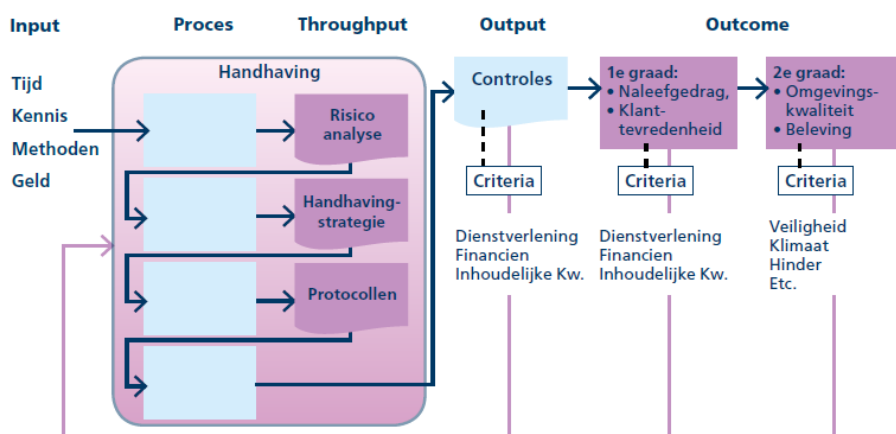 Input
Proces
Throughput
Output
Outcome
Tijd
Kennis
Methoden
Geld
Handhaving
Risico
analyse
Handhaving-
strategie
Protocollen
Controles
1e graad:
• Naleefgedrag,
• Klant-
tevredenheid
2e graad:
• Omgevings-
kwaliteit
• Beleving
Criteria
Criteria
Criteria
Dienstverlening
Financien
Inhoudelijke Kw.
Dienstverlening
Financien
Inhoudelijke Kw.
Veiligheid
Klimaat
Hinder
Etc.